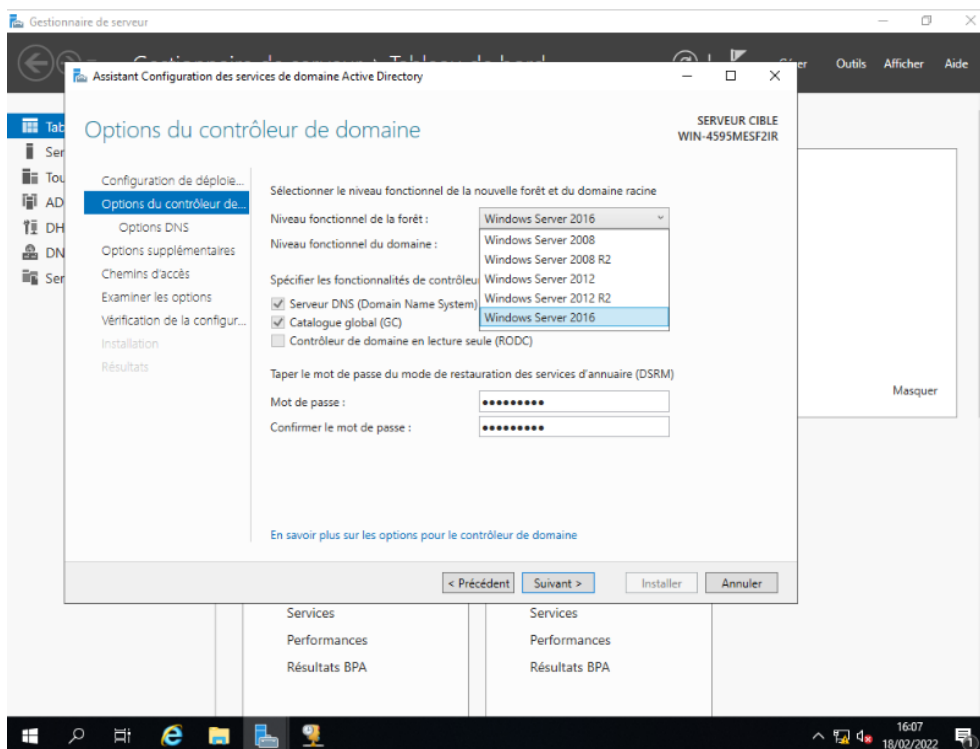 Gestionnaire de serveur
Outils Afficher Aide
Assistant Configuration des services de domaine Active Directory
Options du contrôleur de domaine
SERVEUR CIBLE
WIN-4595MESF2IR
Tab
Ser
Tou
AD
DH
DN
Ser
Configuration de déploie...
Options du contrôleur de...
Options DNS
Options supplémentaires
Chemins d'accès
Examiner les options
Vérification de la configur...
Installation
Résultats
Sélectionner le niveau fonctionnel de la nouvelle forêt et du domaine racine
Niveau fonctionnel de la forêt : Windows Server 2016
Niveau fonctionnel du domaine :
Windows Server 2008
Windows Server 2008 R2
Windows Server 2012
Windows Server 2012 R2
Windows Server 2016
Spécifier les fonctionnalités de contrôleu
Serveur DNS (Domain Name System)
Catalogue global (GC)
Contrôleur de domaine en lecture seule (RODC)
Taper le mot de passe du mode de restauration des services d'annuaire (DSRM)
Mot de passe : •••••••••
Confirmer le mot de passe : •••••••••
En savoir plus sur les options pour le contrôleur de domaine
< Précédent Suivant > Installer Annuler
Masquer
Services Services
Performances Performances
Résultats BPA Résultats BPA
16:07
18/02/2022